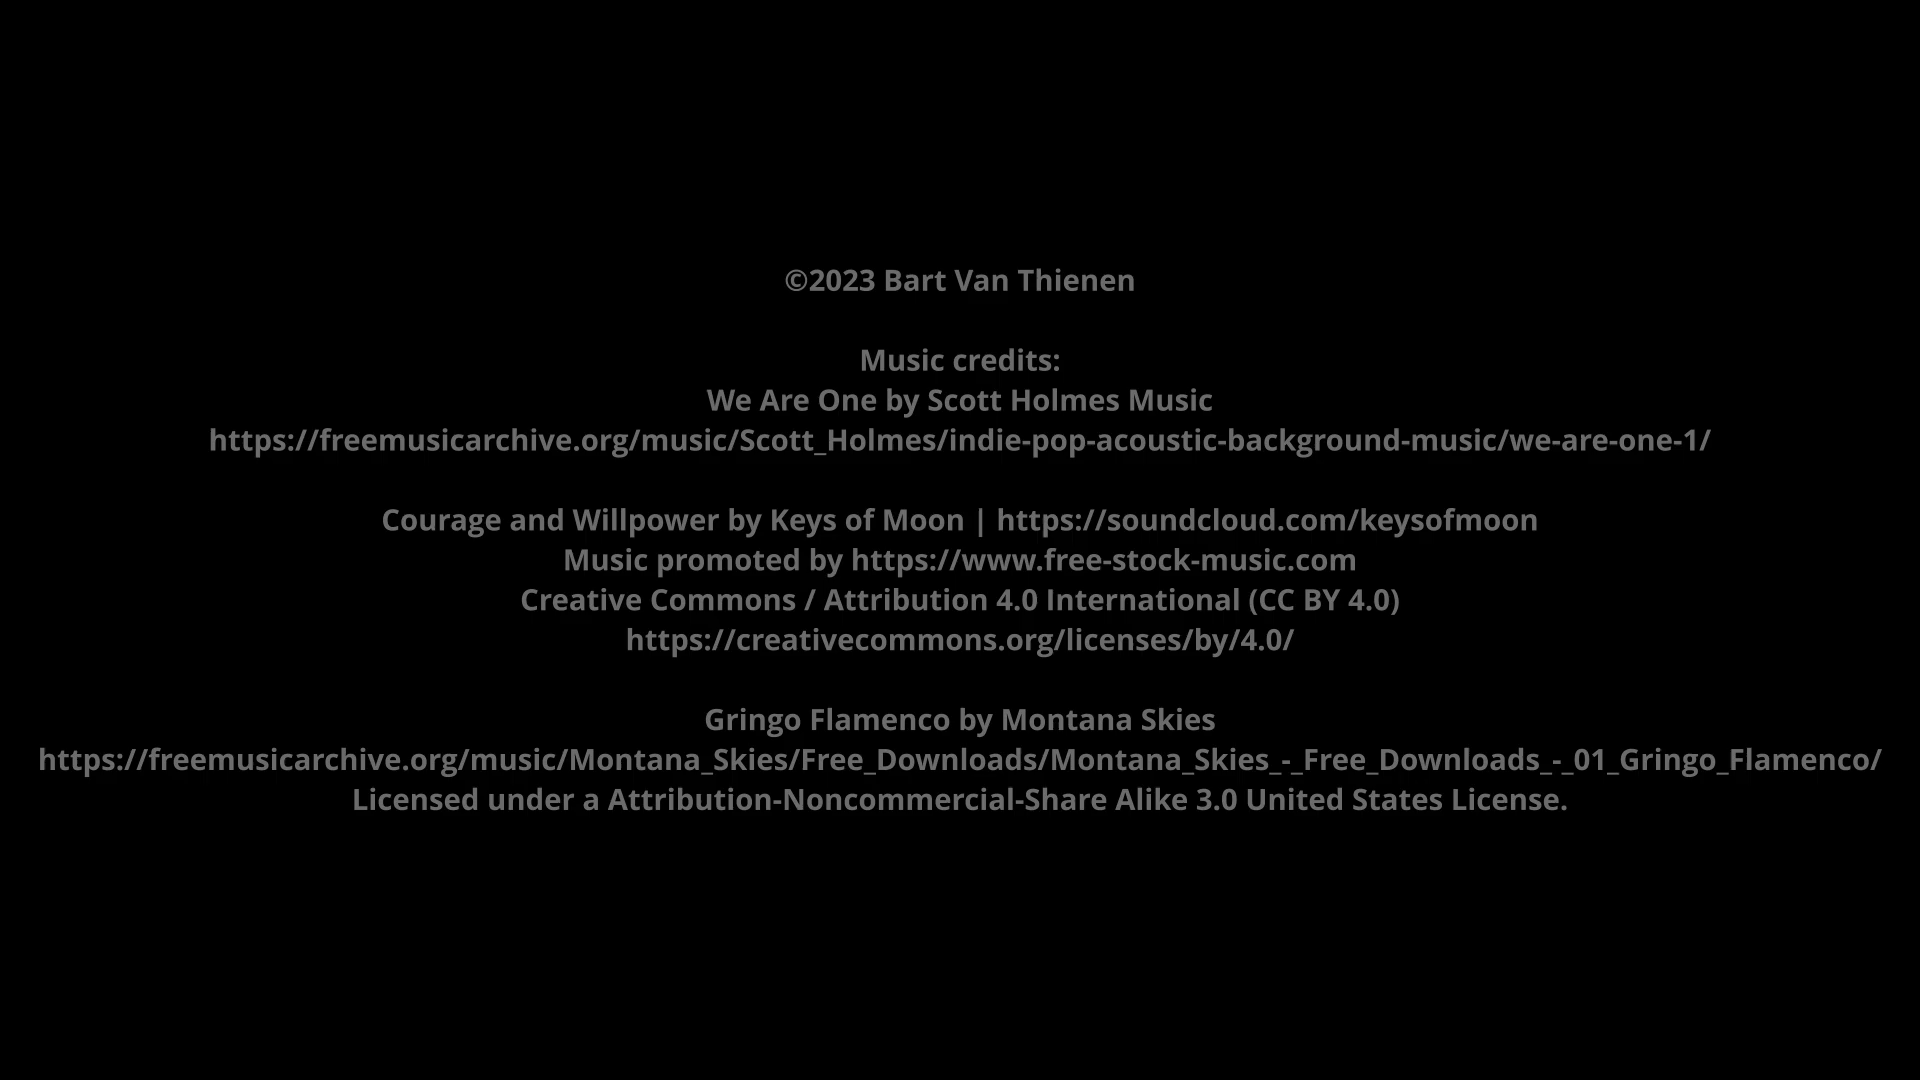 ©2023 Bart Van Thienen
Music credits:
We Are One by Scott Holmes Music
https://freemusicarchive.org/music/Scott_Holmes/indie-pop-acoustic-background-music/we-are-one-1/
Courage and Willpower by Keys of Moon | https://soundcloud.com/keysofmoon
Music promoted by https://www.free-stock-music.com
Creative Commons / Attribution 4.0 International (CC BY 4.0)
https://creativecommons.org/licenses/by/4.0/
Gringo Flamenco by Montana Skies
https://freemusicarchive.org/music/Montana_Skies/Free_Downloads/Montana_Skies_-_Free_Downloads_-_01_Gringo_Flamenco/
Licensed under a Attribution-Noncommercial-Share Alike 3.0 United States License.